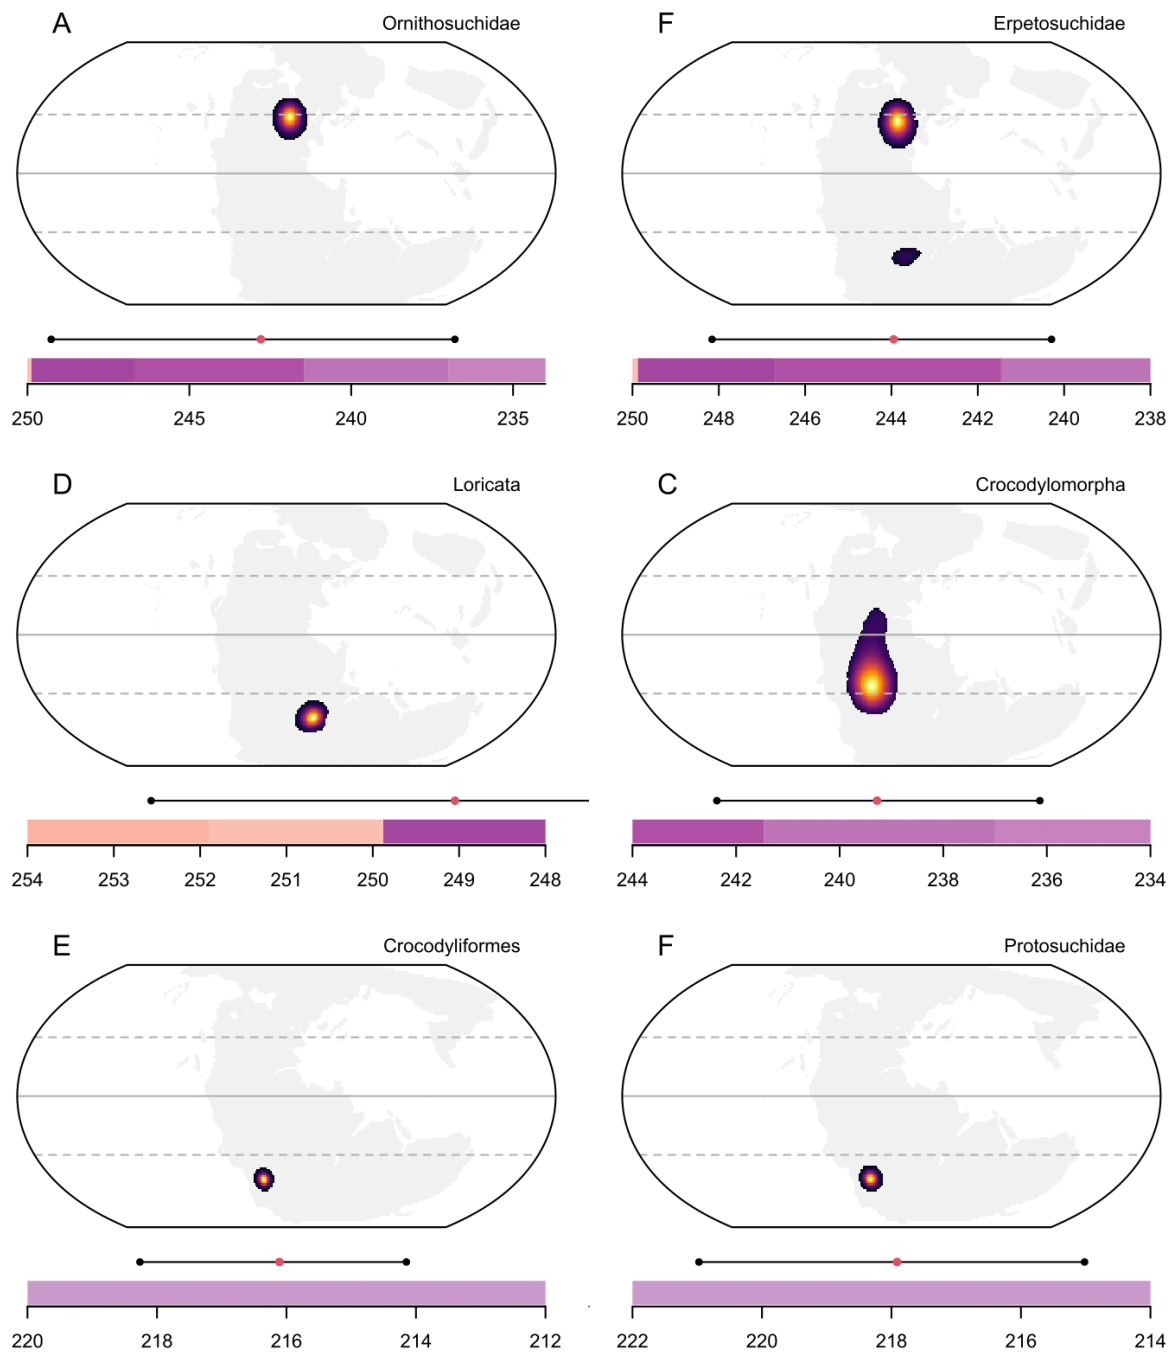 A Ornithosuchidae
250 245 240 235
F Erpetosuchidae
250 248 246 244 242 240 238
D Loricata
254 253 252 251 250 249 248
C Crocodylomorpha
244 242 240 238 236 234
E Crocodyliformes
220 218 216 214 212
F Protosuchidae
222 220 218 216 214